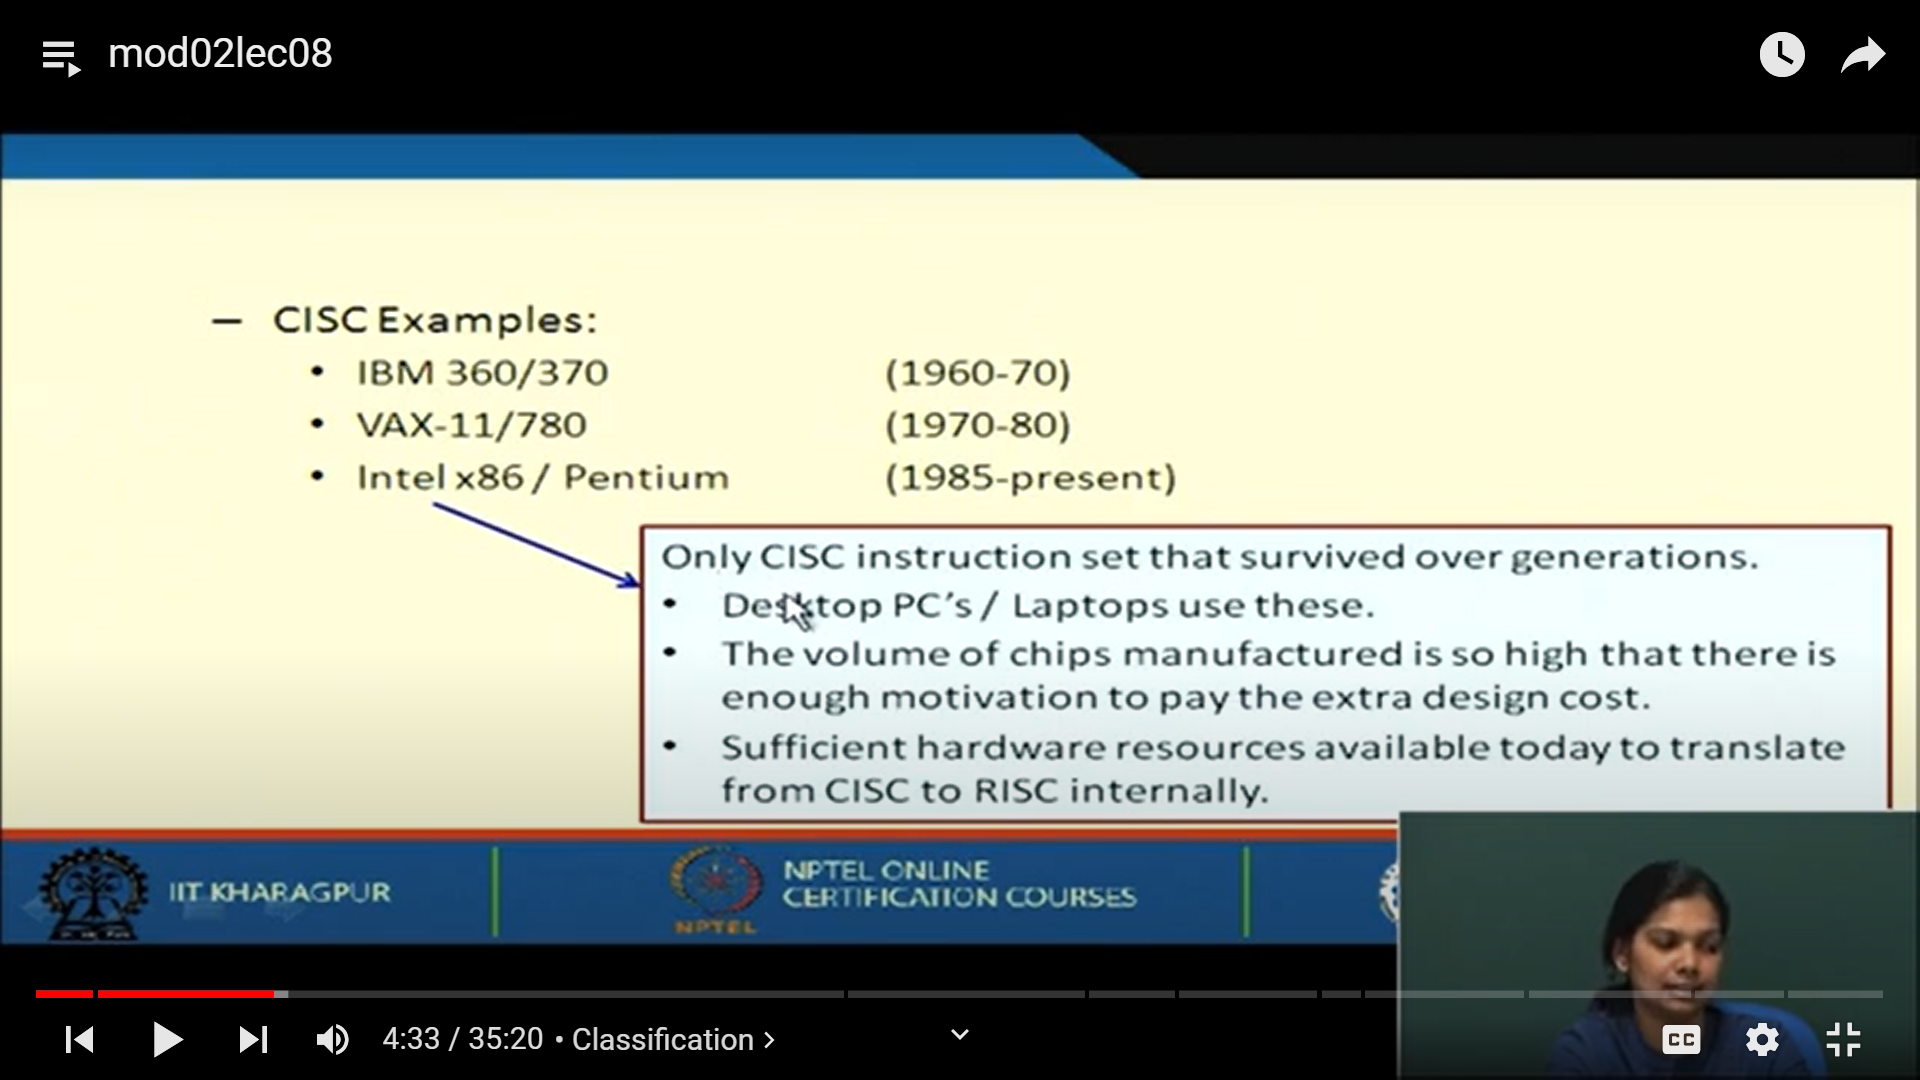 mod02lec08
– CISC Examples:
• IBM 360/370 (1960-70)
• VAX-11/780 (1970-80)
• Intel x86 / Pentium (1985-present)
Only CISC instruction set that survived over generations.
• Desktop PC's / Laptops use these.
• The volume of chips manufactured is so high that there is
enough motivation to pay the extra design cost.
• Sufficient hardware resources available today to translate
from CISC to RISC internally.
IIT KHARAGPUR
NPTEL ONLINE
CERTIFICATION COURSES
NPTEL
4:33 / 35:20 • Classification >
CC